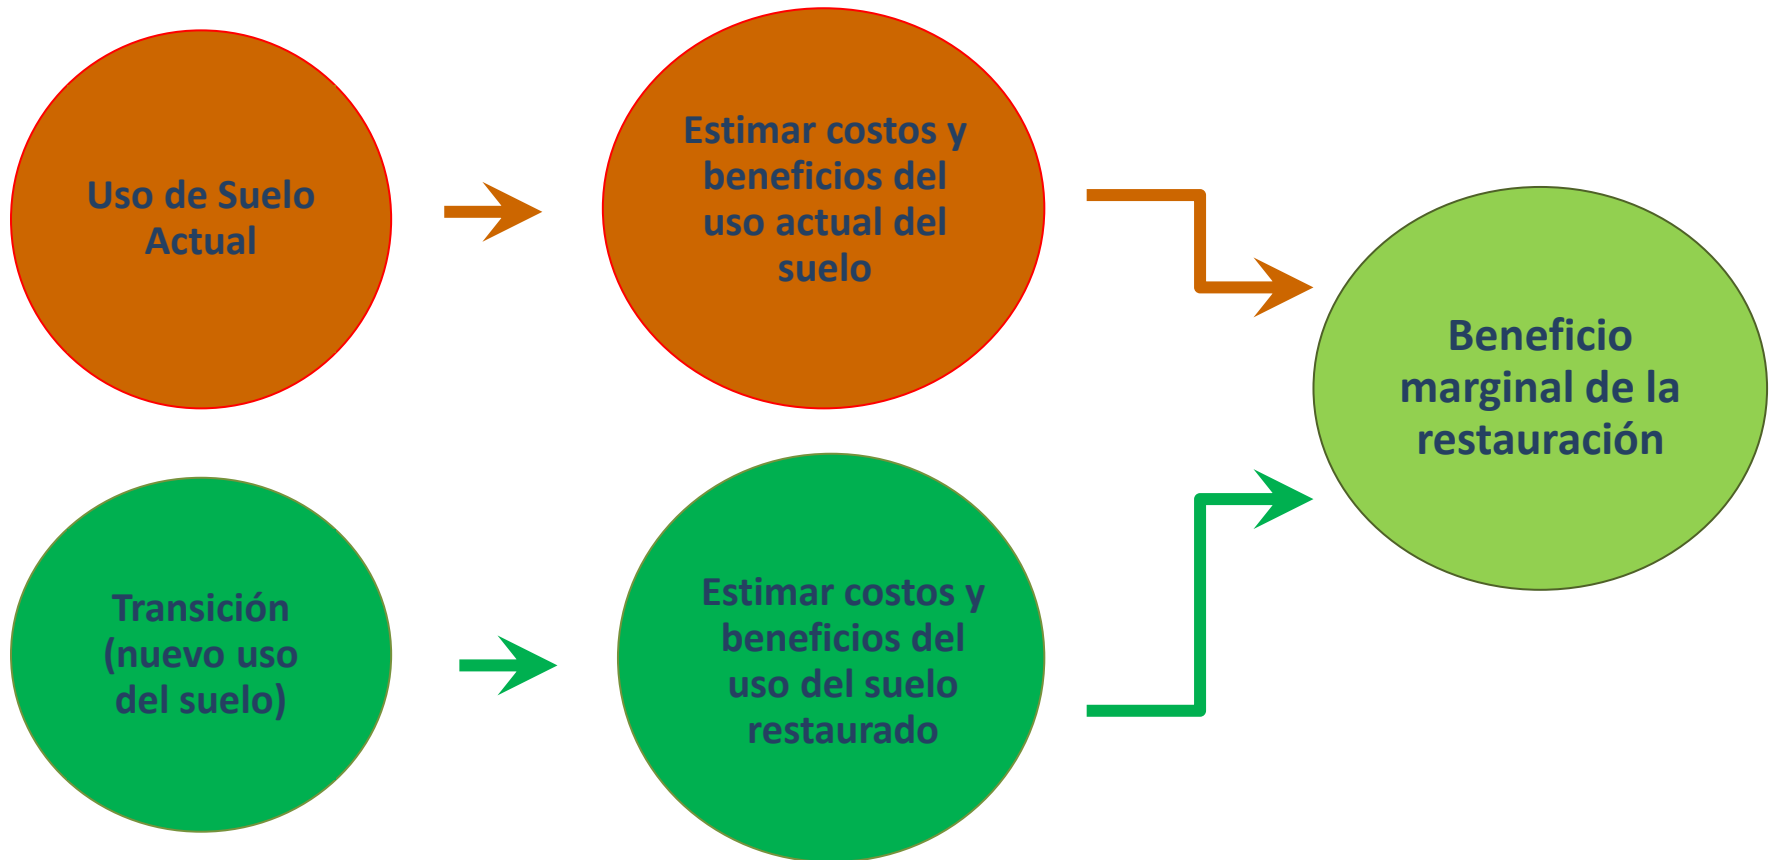 Uso de Suelo
Actual
Estimar costos y
beneficios del
uso actual del
suelo
Beneficio
marginal de la
restauración
Transición
(nuevo uso
del suelo)
Estimar costos y
beneficios del
uso del suelo
restaurado